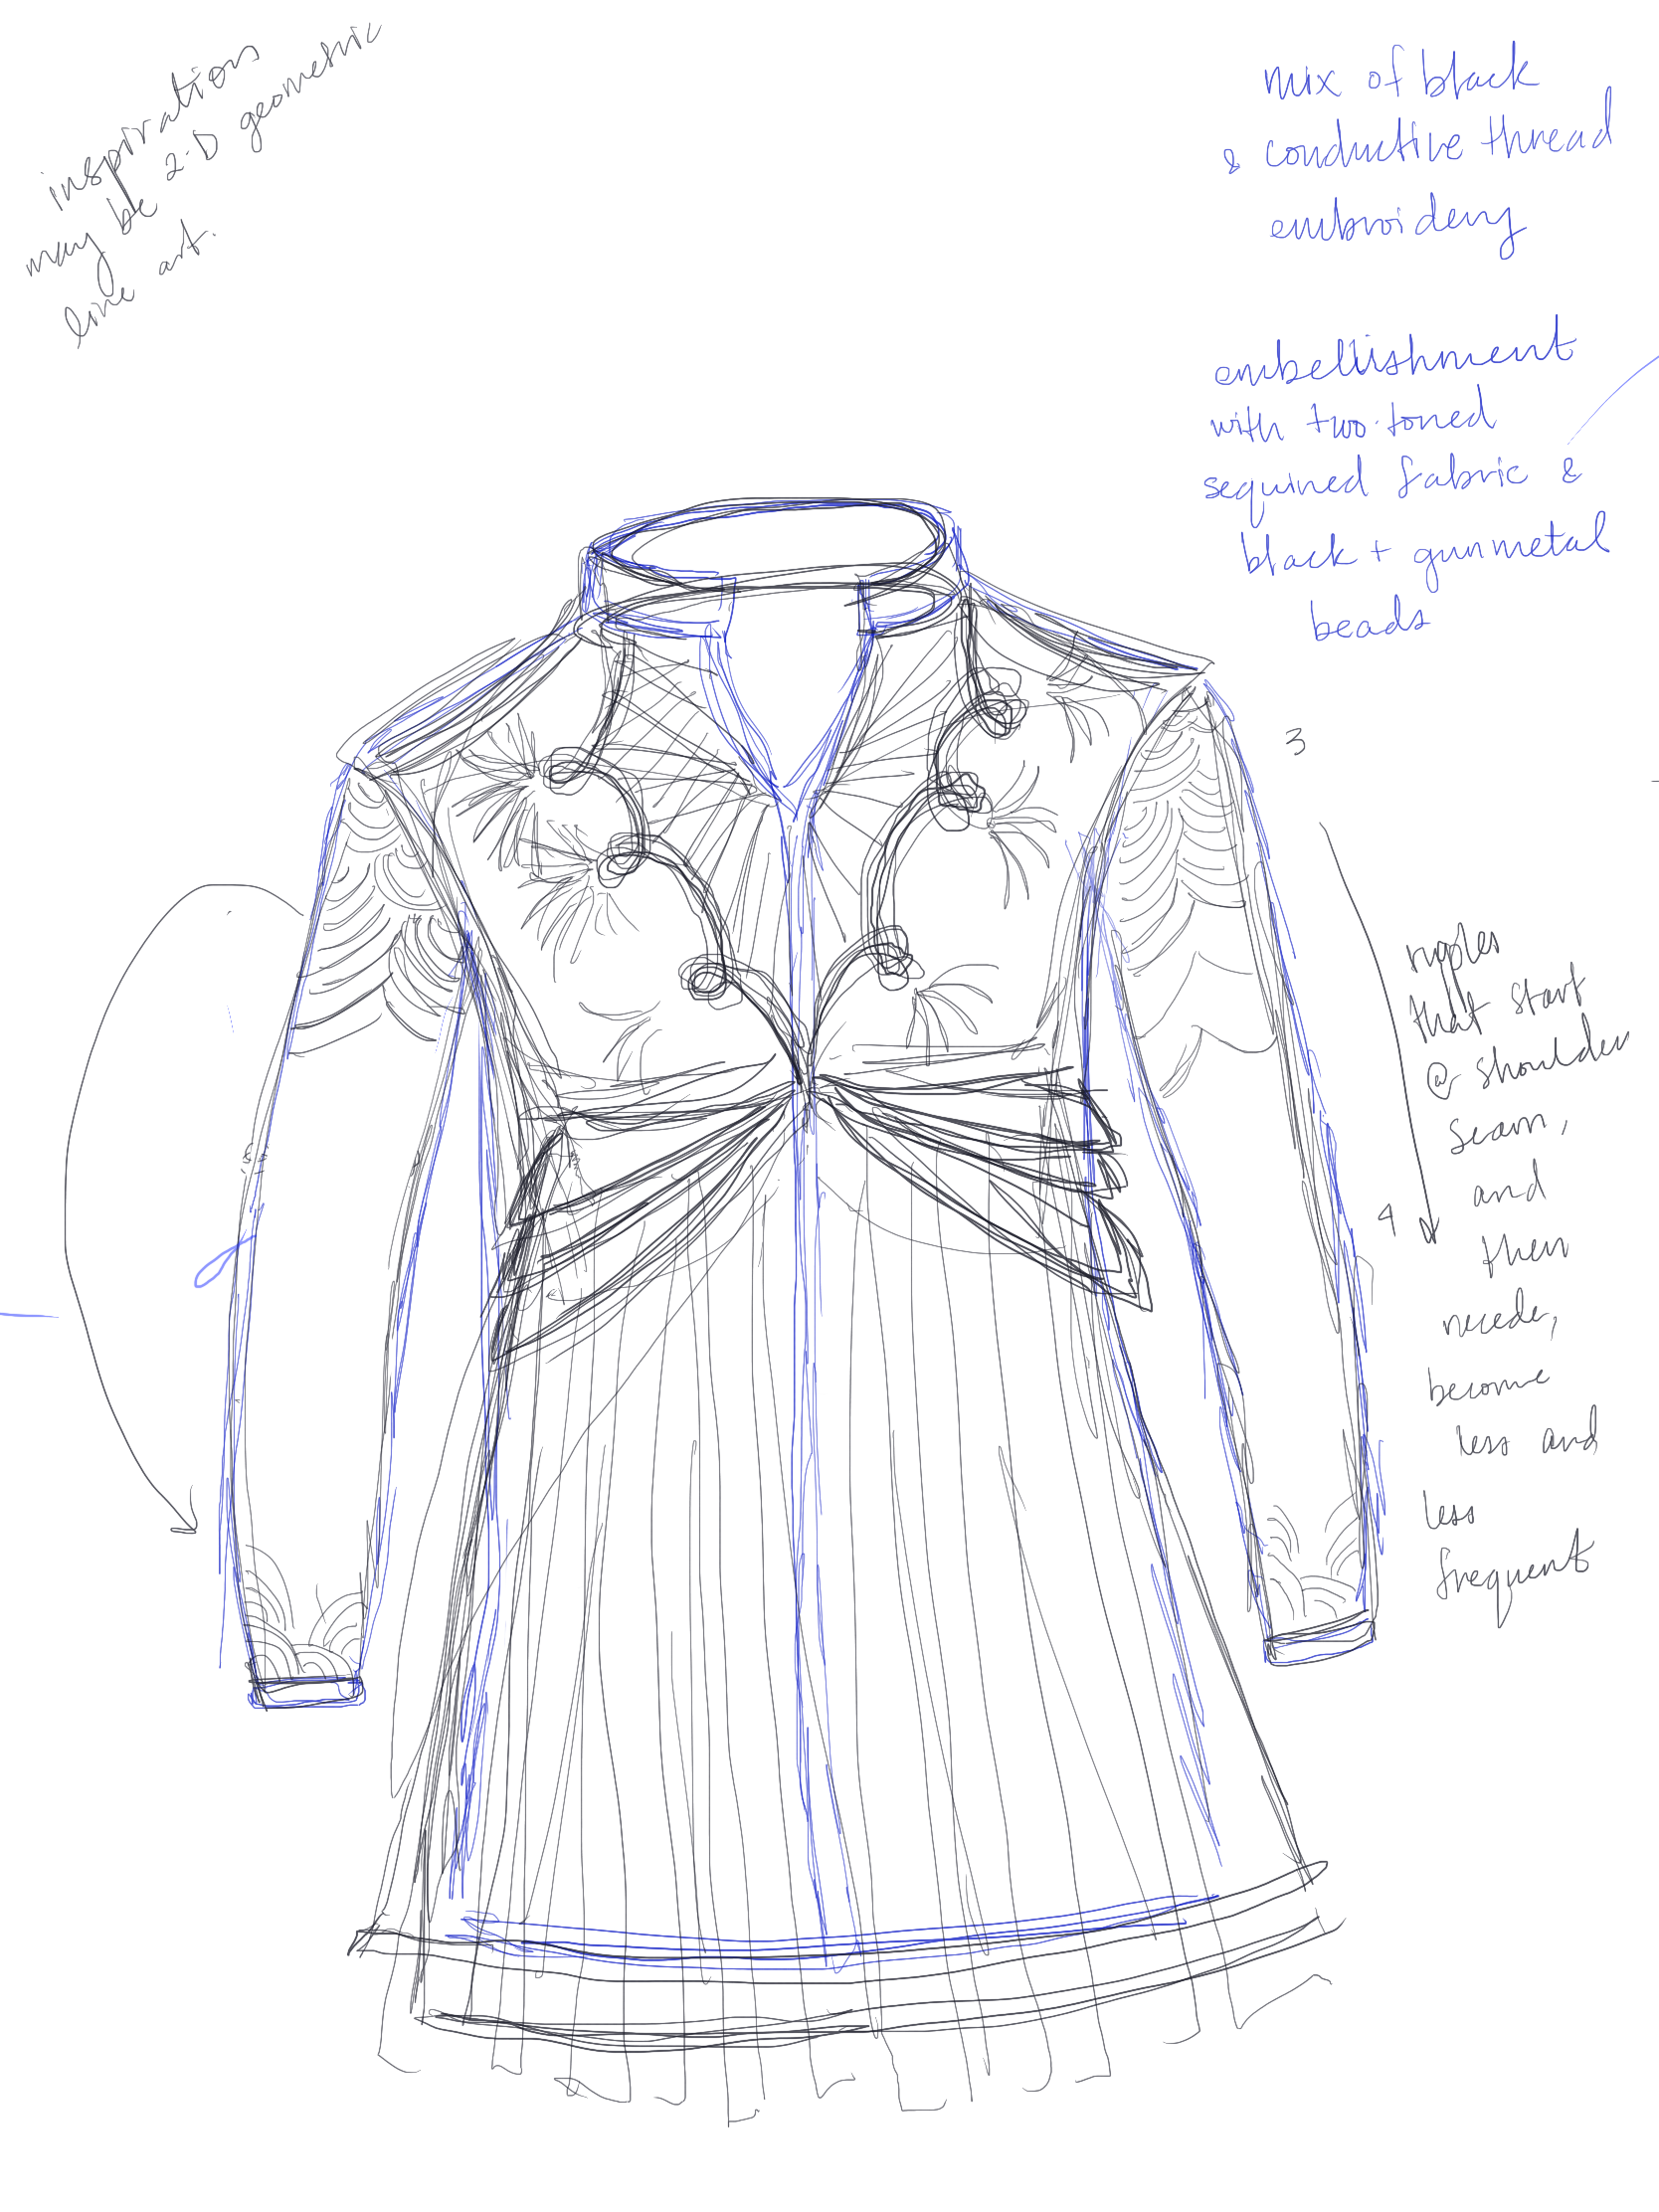 inspirations
may be 2-D geometric
line art.
mix of black
& conductive thread
embroidery
embellishment
with two-toned
sequined fabric &
black + gunmetal
beads
3
ripples
that start
@ shoulder
seam,
and
4
then
recede,
become
less and
less
frequent